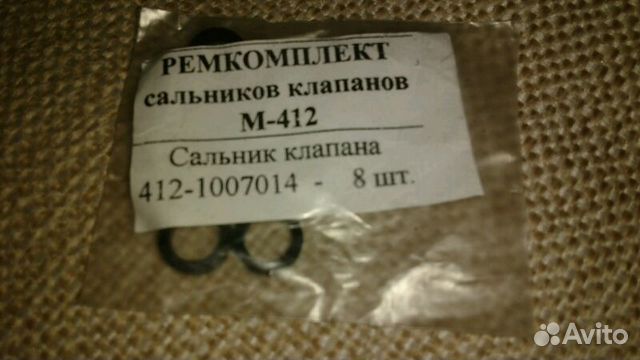 РЕМКОМПЛЕКТ
сальников клапанов
М-412
Сальник клапана
412-1007014 - 8 шт.
Avito